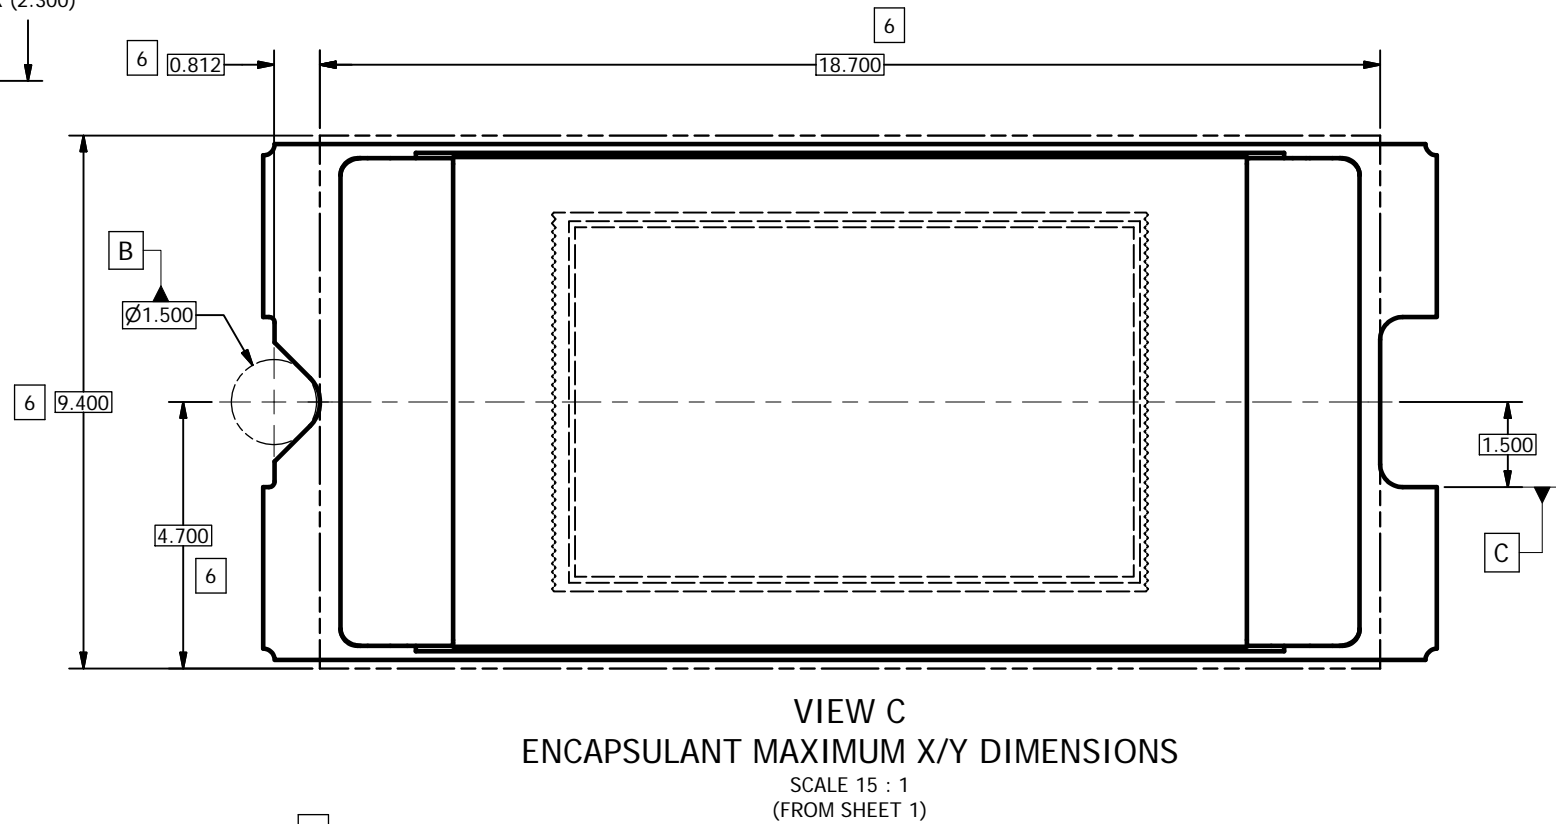 (2.300)
6
6
0.812
18.700
B
Ø1.500
6
9.400
1.500
4.700
6
C
VIEW C
ENCAPSULANT MAXIMUM X/Y DIMENSIONS
SCALE 15 : 1
(FROM SHEET 1)